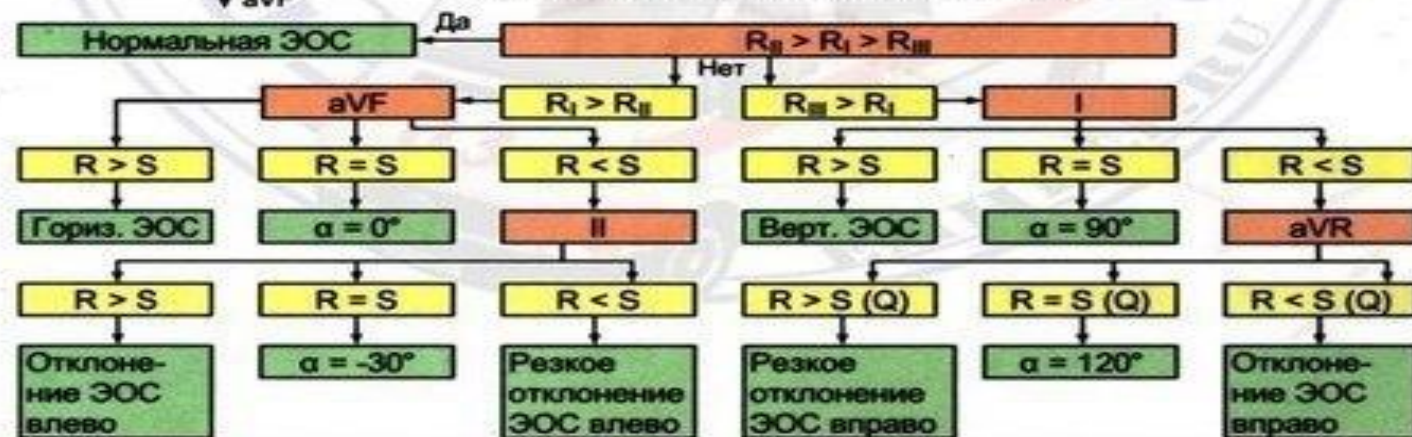 aVF
Да
Нормальная ЭОС
R_II > R_I > R_III
Нет
aVF
R_I > R_II
R_III > R_I
I
R > S
R = S
R < S
R > S
R = S
R < S
Гориз. ЭОС
α = 0°
II
Верт. ЭОС
α = 90°
aVR
R > S
R = S
R < S
R > S (Q)
R = S (Q)
R < S (Q)
Отклоне-
ние ЭОС
влево
α = -30°
Резкое
отклонение
ЭОС влево
Резкое
отклонение
ЭОС вправо
α = 120°
Отклоне-
ние ЭОС
вправо